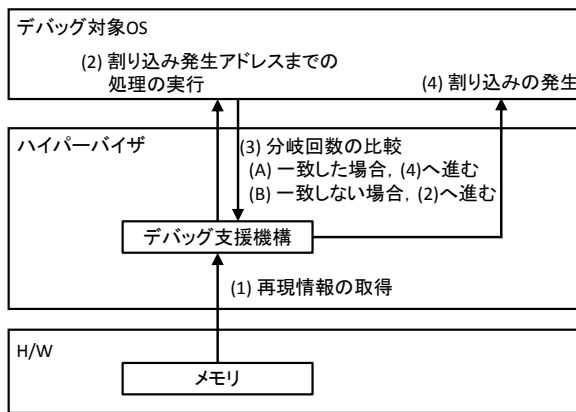 デバッグ対象OS
(2) 割り込み発生アドレスまでの
処理の実行
(4) 割り込みの発生
ハイパーバイザ
(3) 分岐回数の比較
(A) 一致した場合, (4)へ進む
(B) 一致しない場合, (2)へ進む
デバッグ支援機構
(1) 再現情報の取得
H/W
メモリ